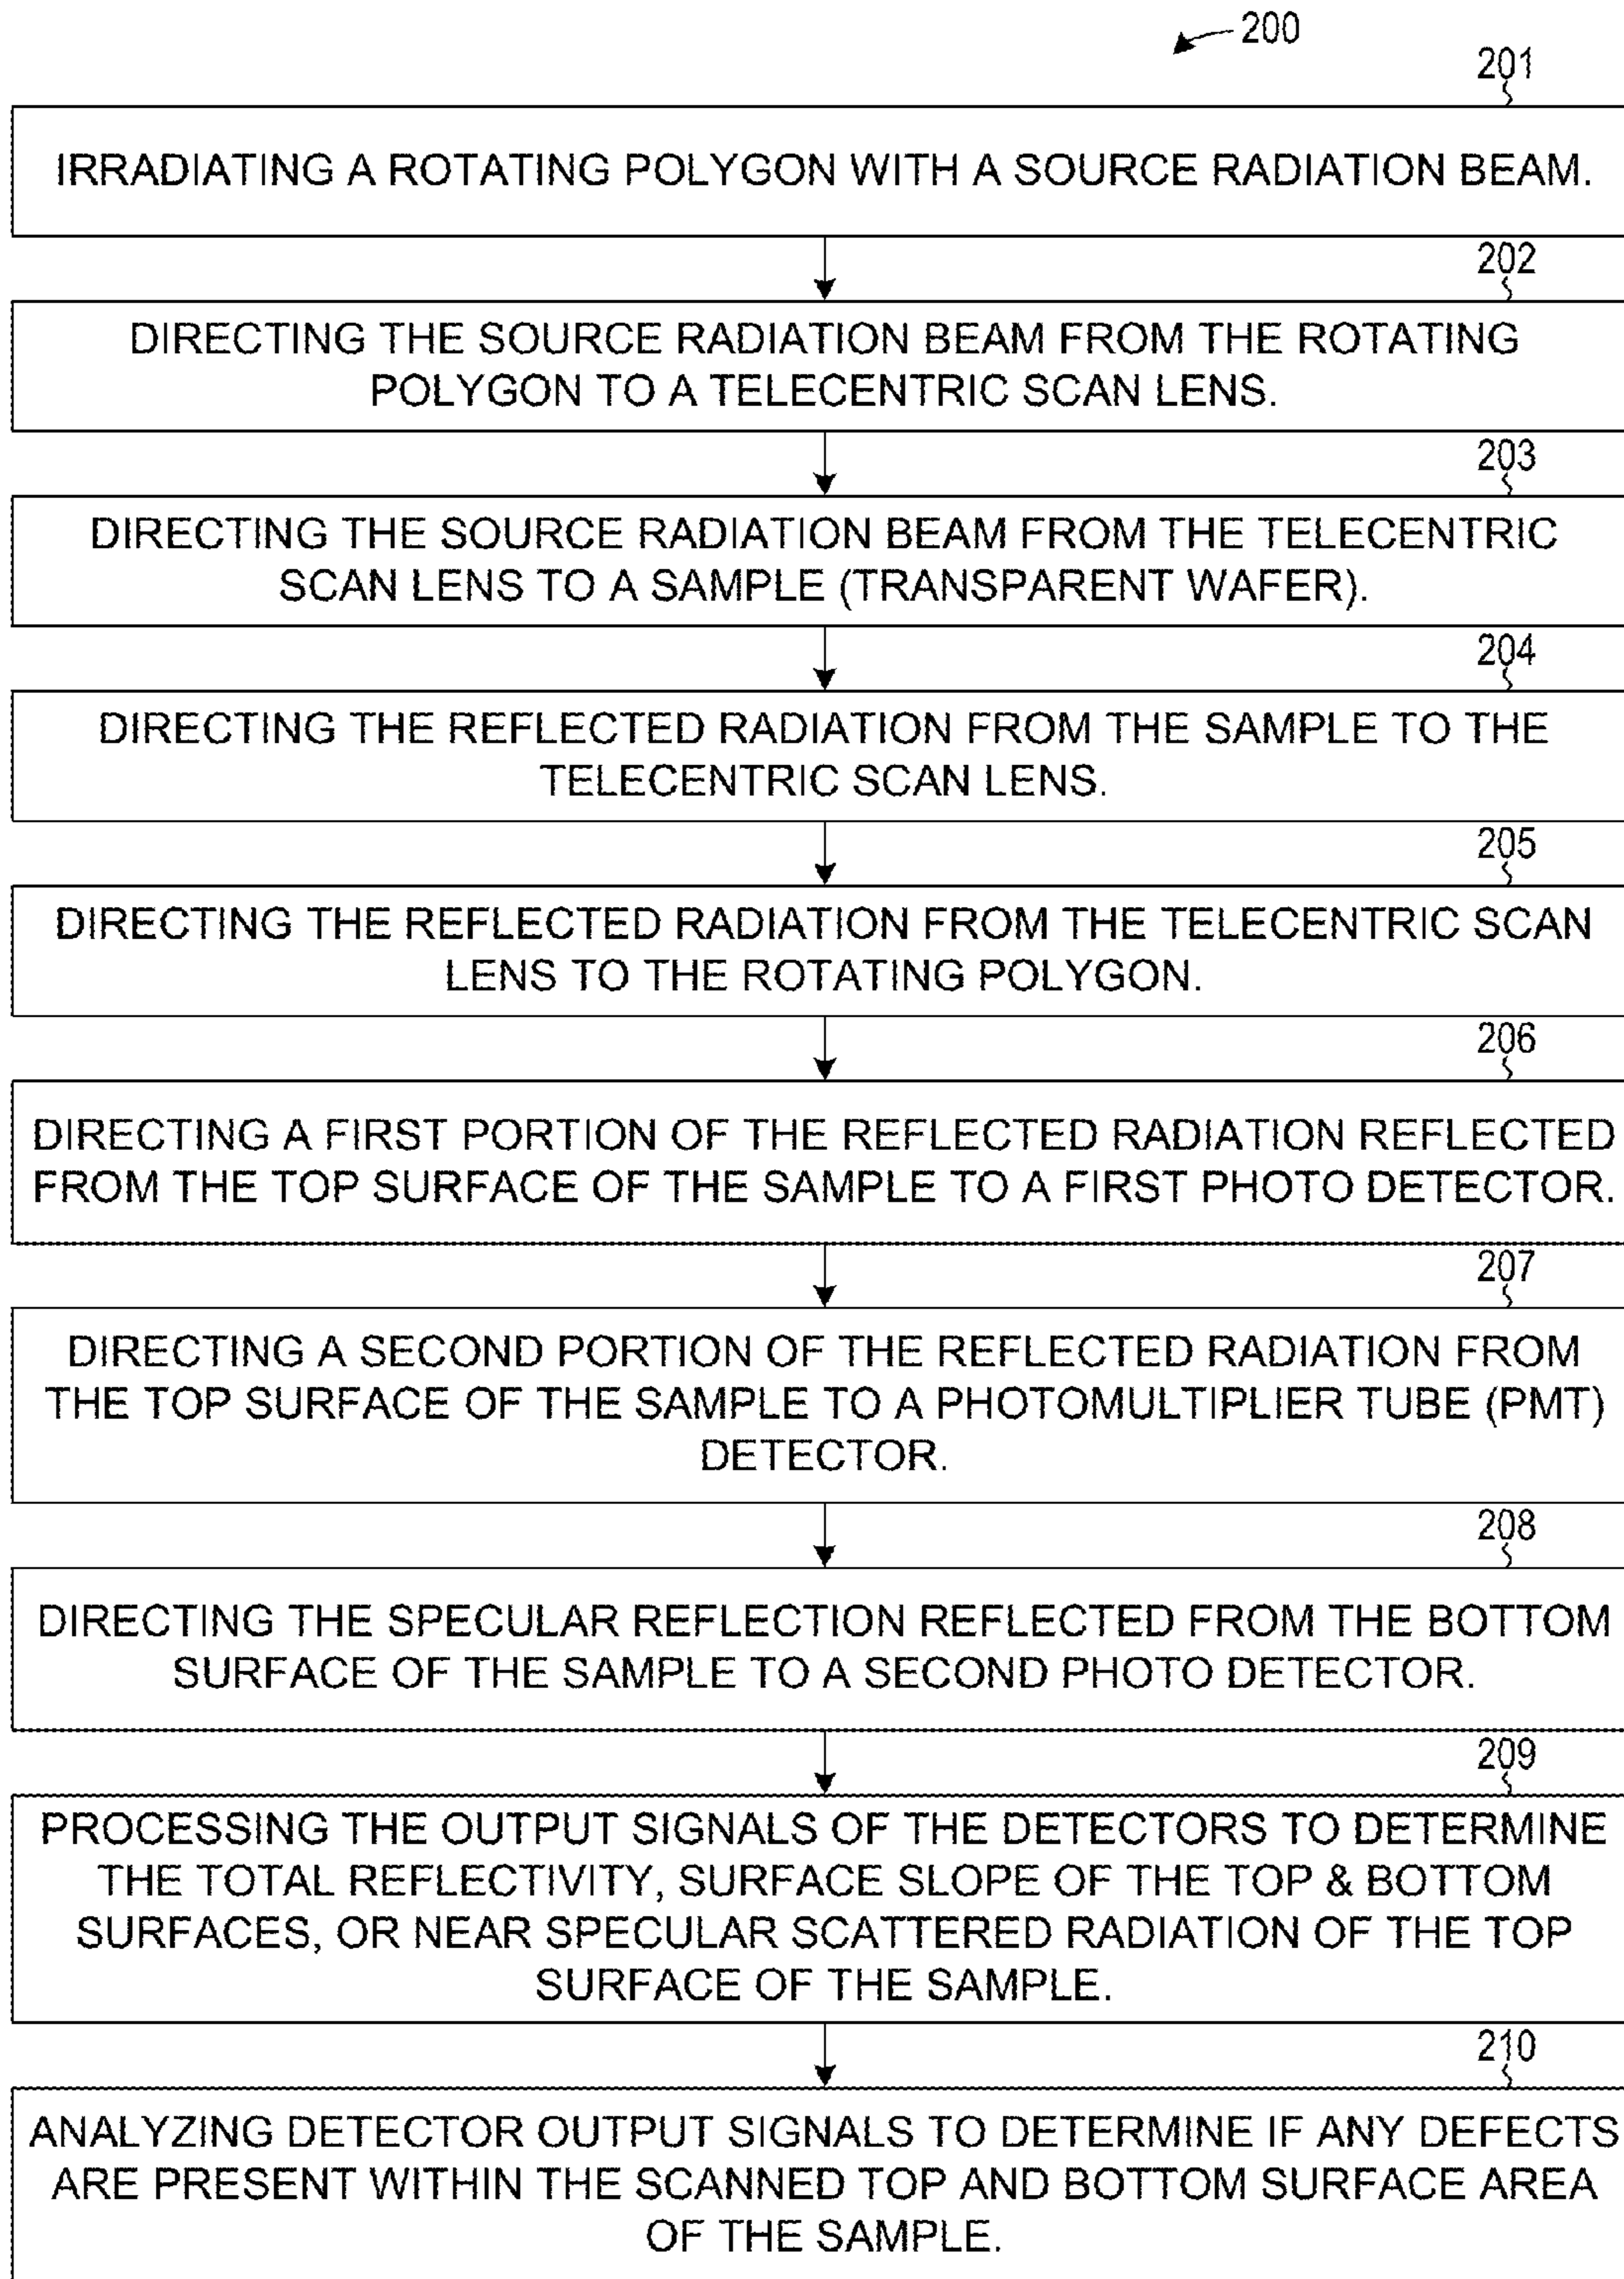 200
201
IRRADIATING A ROTATING POLYGON WITH A SOURCE RADIATION BEAM.
202
DIRECTING THE SOURCE RADIATION BEAM FROM THE ROTATING
POLYGON TO A TELECENTRIC SCAN LENS.
203
DIRECTING THE SOURCE RADIATION BEAM FROM THE TELECENTRIC
SCAN LENS TO A SAMPLE (TRANSPARENT WAFER).
204
DIRECTING THE REFLECTED RADIATION FROM THE SAMPLE TO THE
TELECENTRIC SCAN LENS.
205
DIRECTING THE REFLECTED RADIATION FROM THE TELECENTRIC SCAN
LENS TO THE ROTATING POLYGON.
206
DIRECTING A FIRST PORTION OF THE REFLECTED RADIATION REFLECTED
FROM THE TOP SURFACE OF THE SAMPLE TO A FIRST PHOTO DETECTOR.
207
DIRECTING A SECOND PORTION OF THE REFLECTED RADIATION FROM
THE TOP SURFACE OF THE SAMPLE TO A PHOTOMULTIPLIER TUBE (PMT)
DETECTOR.
208
DIRECTING THE SPECULAR REFLECTION REFLECTED FROM THE BOTTOM
SURFACE OF THE SAMPLE TO A SECOND PHOTO DETECTOR.
209
PROCESSING THE OUTPUT SIGNALS OF THE DETECTORS TO DETERMINE
THE TOTAL REFLECTIVITY, SURFACE SLOPE OF THE TOP & BOTTOM
SURFACES, OR NEAR SPECULAR SCATTERED RADIATION OF THE TOP
SURFACE OF THE SAMPLE.
210
ANALYZING DETECTOR OUTPUT SIGNALS TO DETERMINE IF ANY DEFECTS
ARE PRESENT WITHIN THE SCANNED TOP AND BOTTOM SURFACE AREA
OF THE SAMPLE.